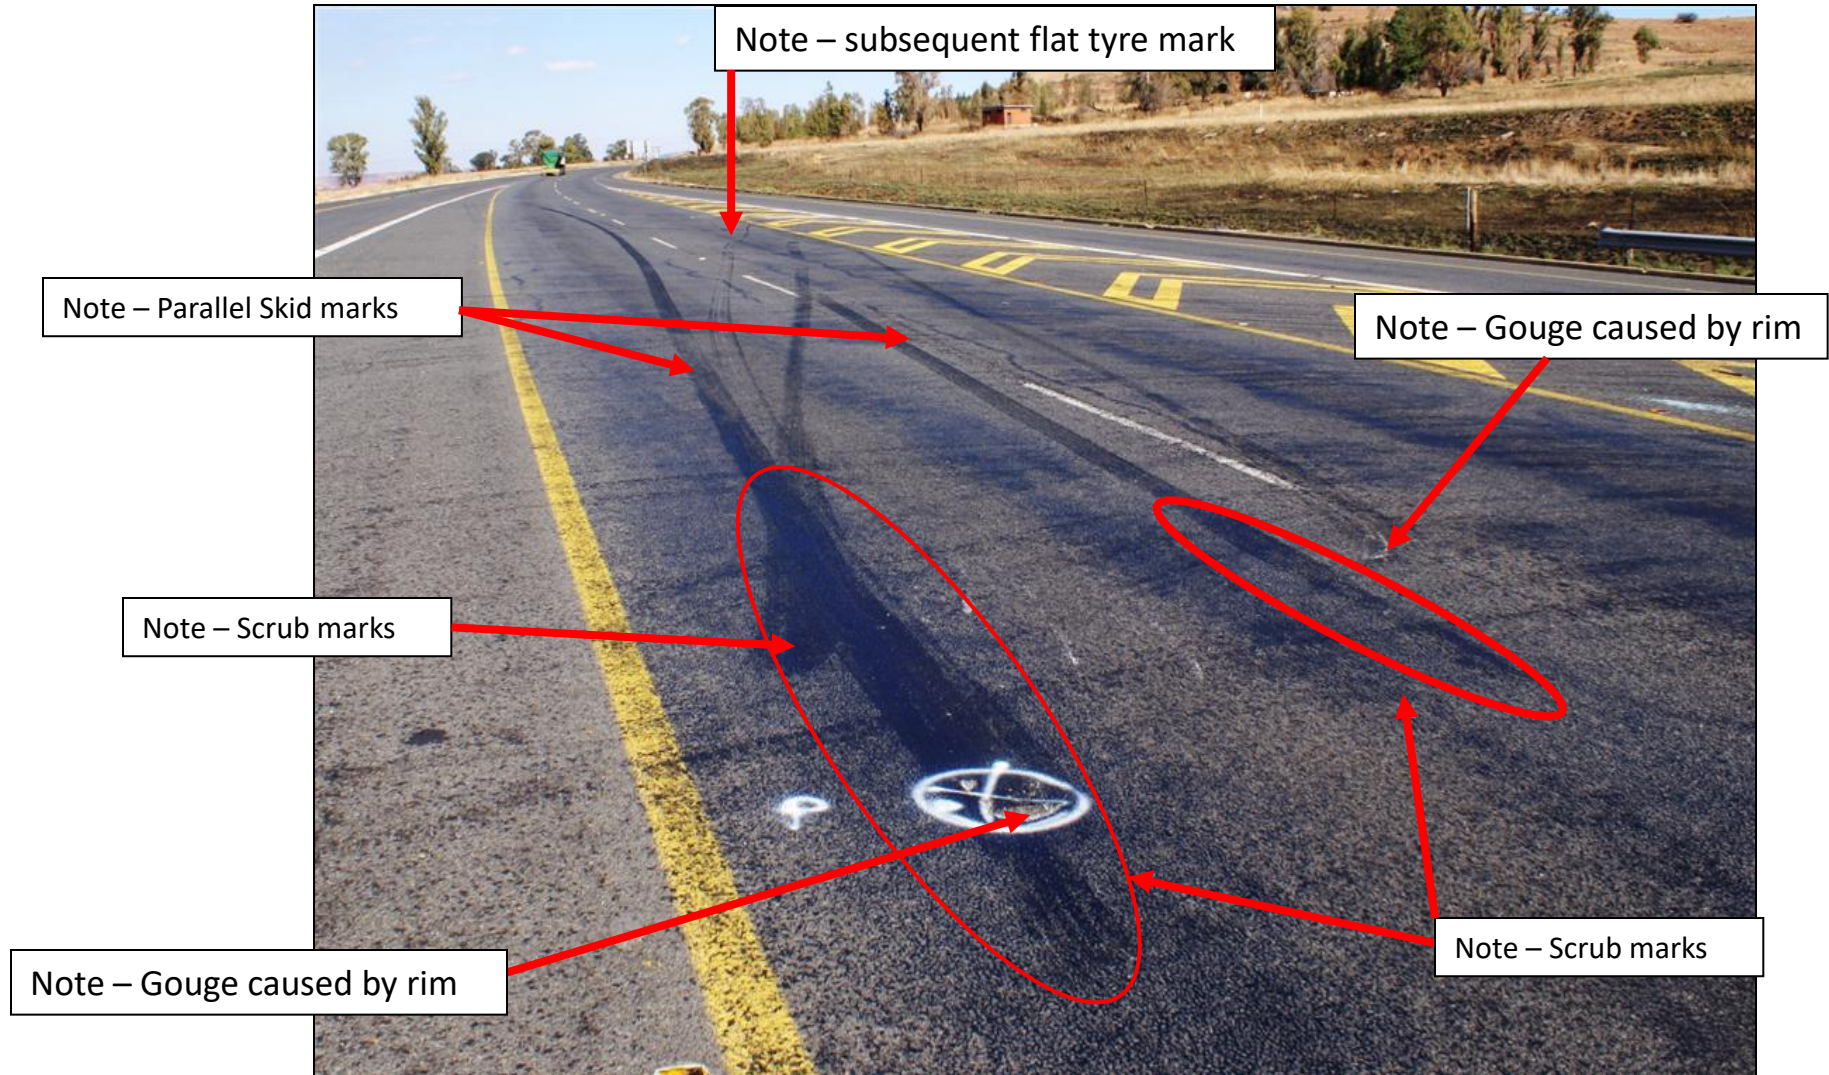 Note – subsequent flat tyre mark
Note – Parallel Skid marks
Note – Gouge caused by rim
Note – Scrub marks
P
Note – Scrub marks
Note – Gouge caused by rim